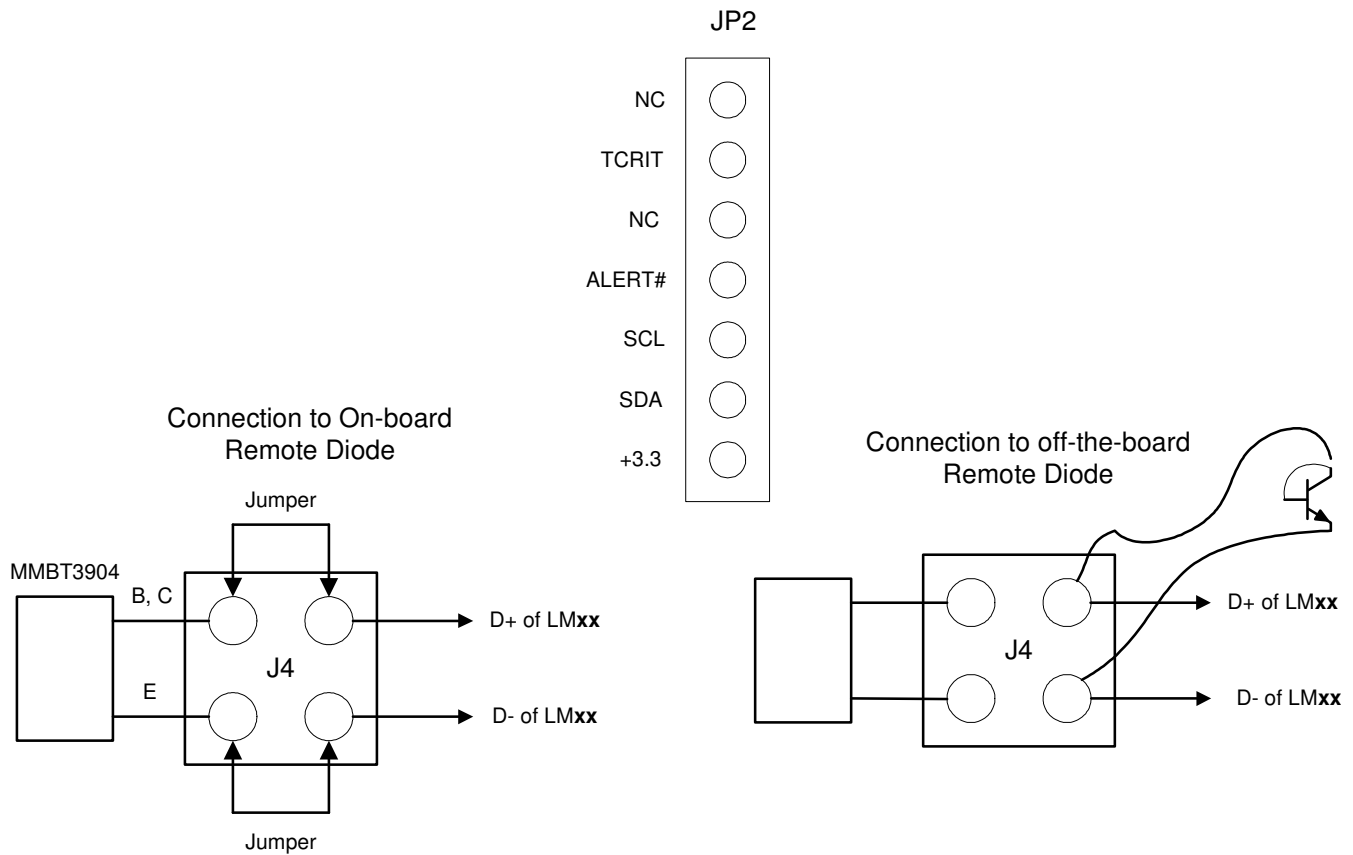 JP2
NC
TCRIT
NC
ALERT#
SCL
SDA
+3.3
Connection to On-board
Remote Diode
Jumper
MMBT3904
B, C
D+ of LMxx
J4
E
D- of LMxx
Jumper
Connection to off-the-board
Remote Diode
D+ of LMxx
J4
D- of LMxx